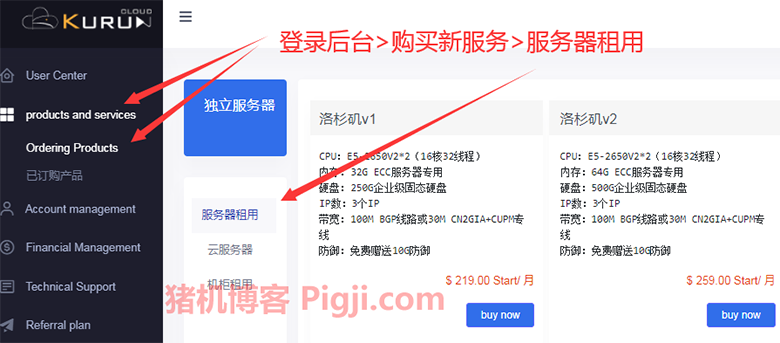 CLOUD
KURUN
登录后台>购买新服务>服务器租用
User Center
products and services
Ordering Products
已订购产品
Account management
Financial Management
Technical Support
Referral plan
独立服务器
服务器租用
云服务器
机柜租用
洛杉矶v1
CPU: E5-2650V2*2（16核32线程）
内存: 32G ECC服务器专用
硬盘: 250G企业级固态硬盘
IP数: 3个IP
带宽: 100M BGP线路或30M CN2GIA+CUPM专
线
防御: 免费赠送10G防御
$ 219.00 Start/ 月
buy now
洛杉矶v2
CPU: E5-2650V2*2（16核32线程）
内存: 64G ECC服务器专用
硬盘: 500G企业级固态硬盘
IP数: 3个IP
带宽: 100M BGP线路或30M CN2GIA+CUPM专
线
防御: 免费赠送10G防御
$ 259.00 Start/ 月
buy now
猪机博客 Pigji.com